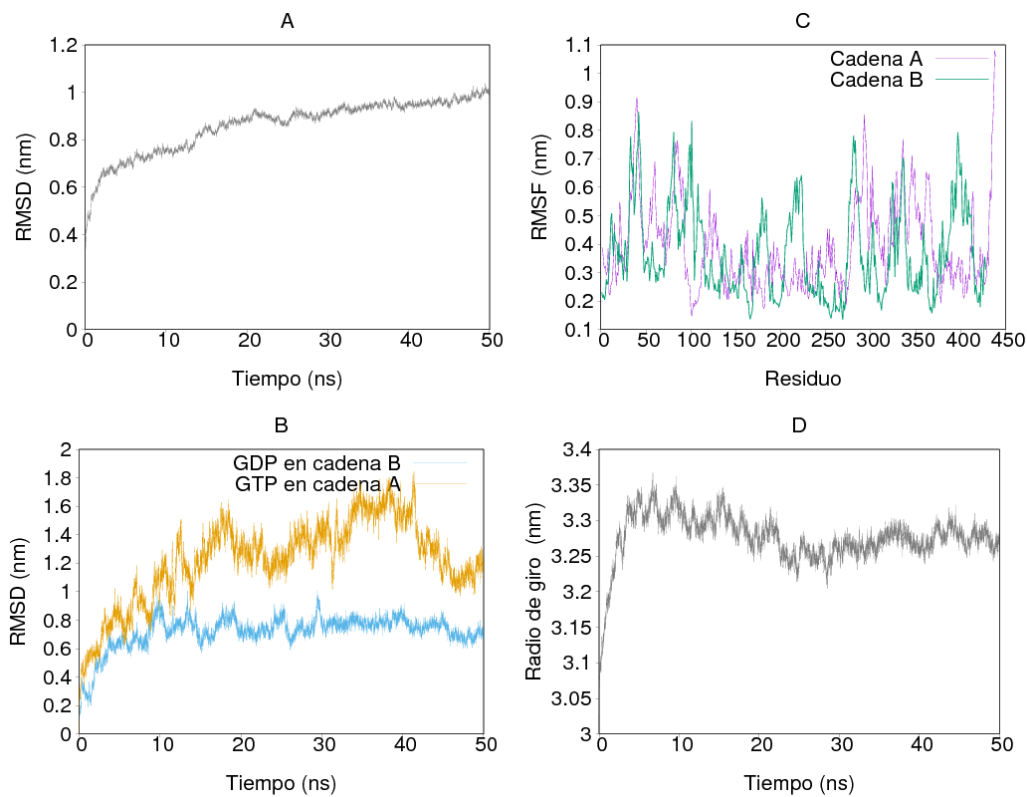 A
RMSD (nm)
1.2
1
0.8
0.6
0.4
0.2
0
0 10 20 30 40 50
Tiempo (ns)
C
RMSF (nm)
1.1
1
0.9
0.8
0.7
0.6
0.5
0.4
0.3
0.2
0.1
Cadena A
Cadena B
0 50 100 150 200 250 300 350 400 450
Residuo
B
RMSD (nm)
2
1.8
1.6
1.4
1.2
1
0.8
0.6
0.4
0.2
0
GDP en cadena B
GTP en cadena A
0 10 20 30 40 50
Tiempo (ns)
D
Radio de giro (nm)
3.4
3.35
3.3
3.25
3.2
3.15
3.1
3.05
3
0 10 20 30 40 50
Tiempo (ns)